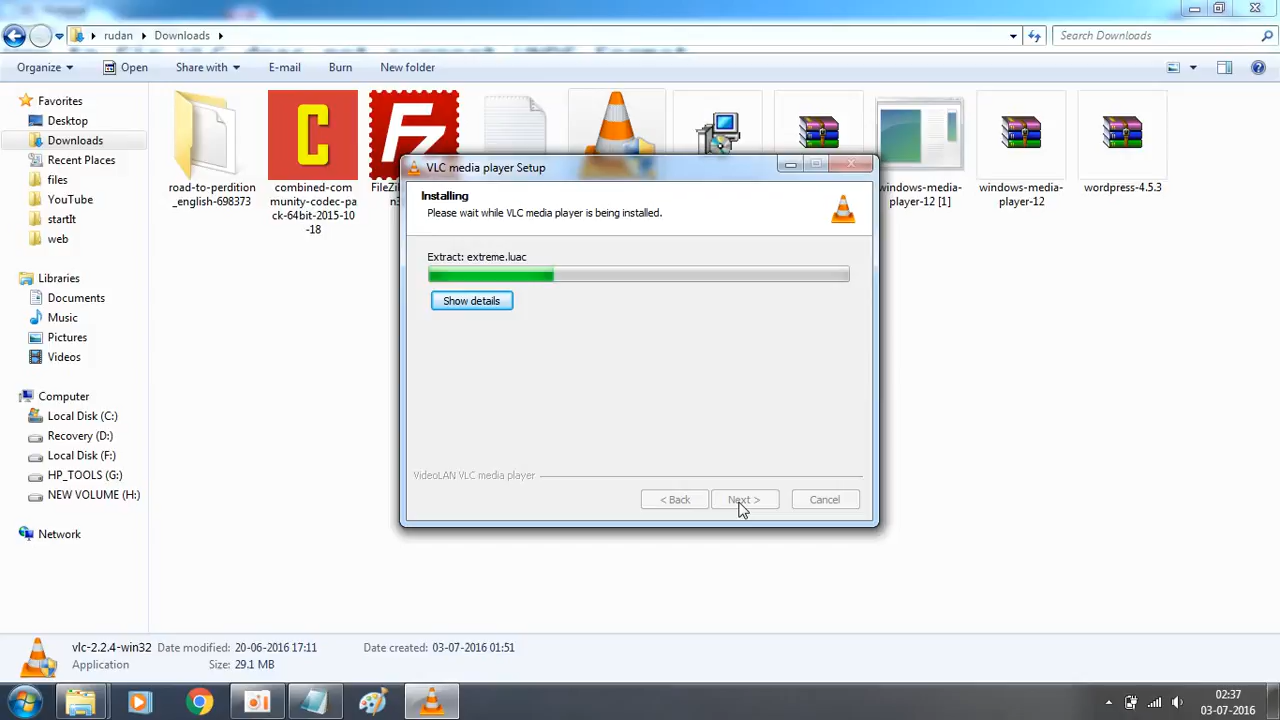 rudan
Downloads
Search Downloads
Organize
Open
Share with
E-mail
Burn
New folder
Favorites
Desktop
Downloads
Recent Places
files
YouTube
startIt
web
Libraries
Documents
Music
Pictures
Videos
Computer
Local Disk (C:)
Recovery (D:)
Local Disk (F:)
HP_TOOLS (G:)
NEW VOLUME (H:)
Network
road-to-perdition
_english-698373
combined-com
munity-codec-pa
ck-64bit-2015-10
-18
windows-media-
player-12 [1]
windows-media-
player-12
wordpress-4.5.3
VLC media player Setup
Installing
Please wait while VLC media player is being installed.
Extract: extreme.luac
Show details
VideoLAN VLC media player
< Back
Next >
Cancel
vlc-2.2.4-win32
Date modified: 20-06-2016 17:11
Date created: 03-07-2016 01:51
Application
Size: 29.1 MB
02:37
03-07-2016